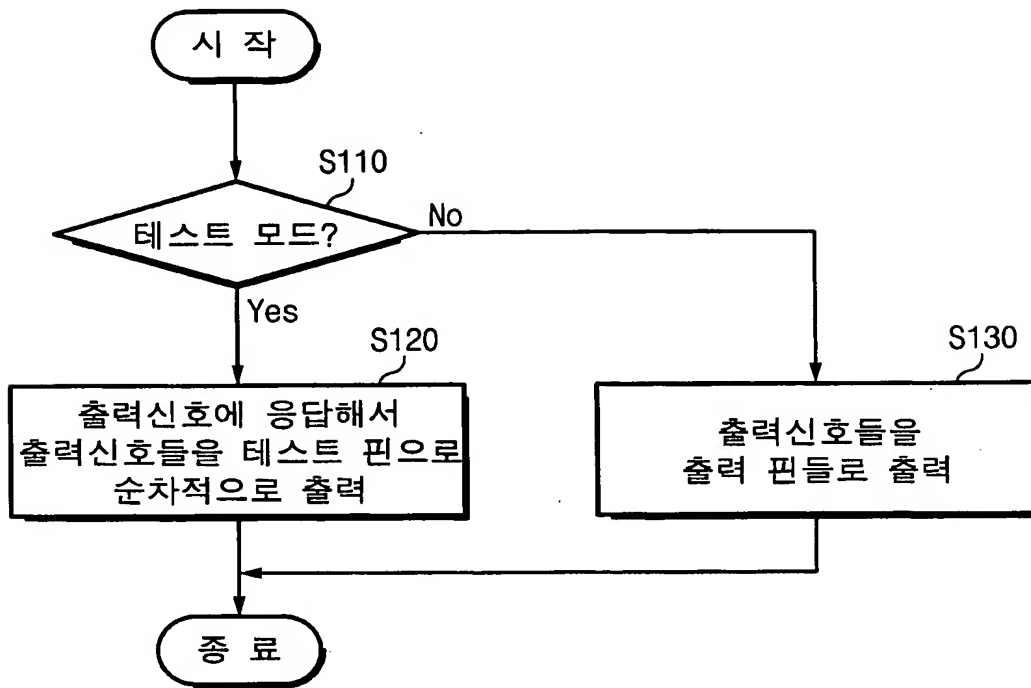 시 작
S110
테스트 모드?
No
Yes
S120
출력신호에 응답해서
출력신호들을 테스트 핀으로
순차적으로 출력
S130
출력신호들을
출력 핀들로 출력
종 료